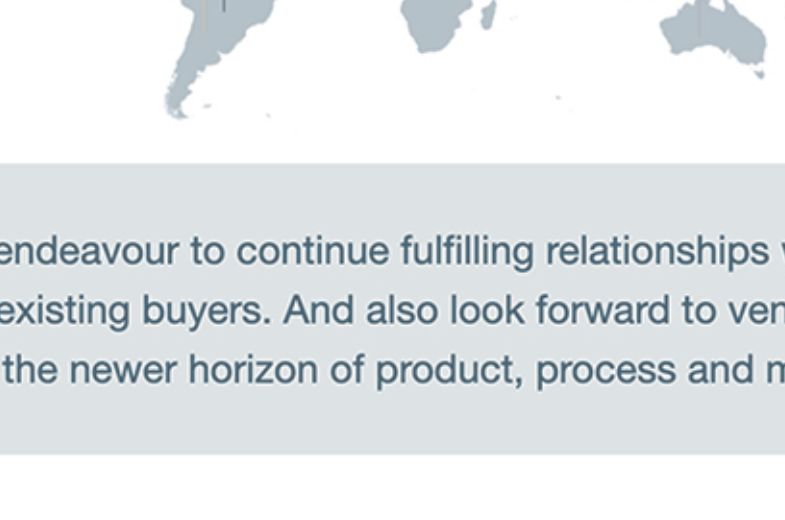 endeavour to continue fulfilling relationships
existing buyers. And also look forward to ven
the newer horizon of product, process and m